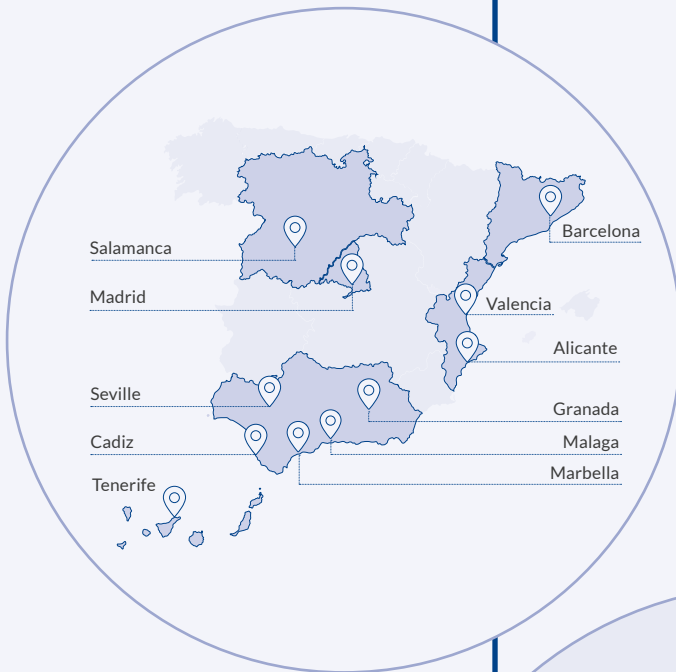 Barcelona
Salamanca
Madrid
Valencia
Alicante
Seville
Granada
Cadiz
Malaga
Marbella
Tenerife